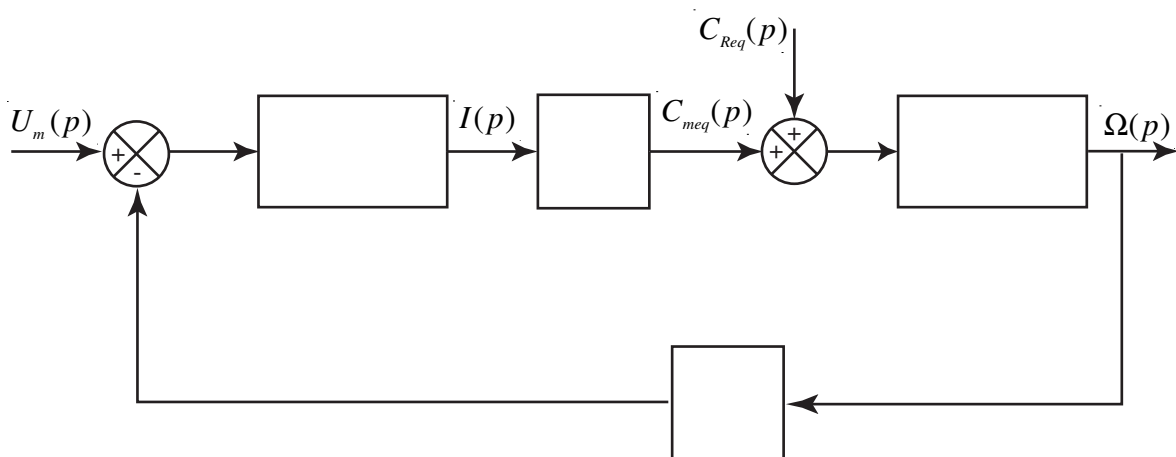 C_Req(p)
U_m(p)
I(p)
C_meq(p)
Ω(p)
+
-
+
+